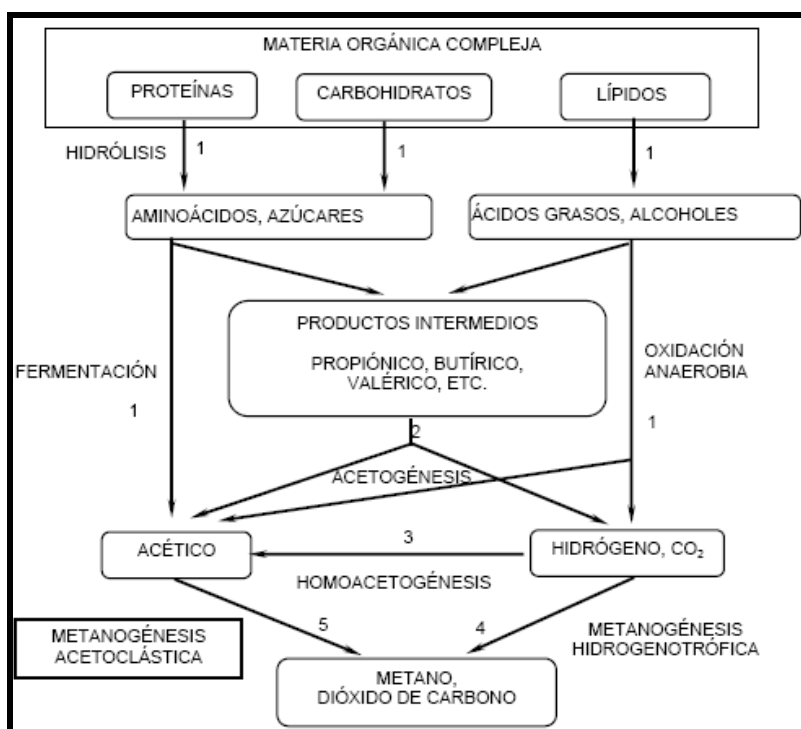 MATERIA ORGÁNICA COMPLEJA
PROTEÍNAS
CARBOHIDRATOS
LÍPIDOS
HIDRÓLISIS
1
1
1
AMINOÁCIDOS, AZÚCARES
ÁCIDOS GRASOS, ALCOHOLES
PRODUCTOS INTERMEDIOS
PROPIÓNICO, BUTÍRICO,
VALÉRICO, ETC.
FERMENTACIÓN
1
OXIDACIÓN
ANAEROBIA
1
2
ACETOGÉNESIS
ACÉTICO
3
HIDRÓGENO, CO₂
HOMOACETOGÉNESIS
METANOGÉNESIS
ACETOCLÁSTICA
5
4
METANOGÉNESIS
HIDROGENOTRÓFICA
METANO,
DIÓXIDO DE CARBONO